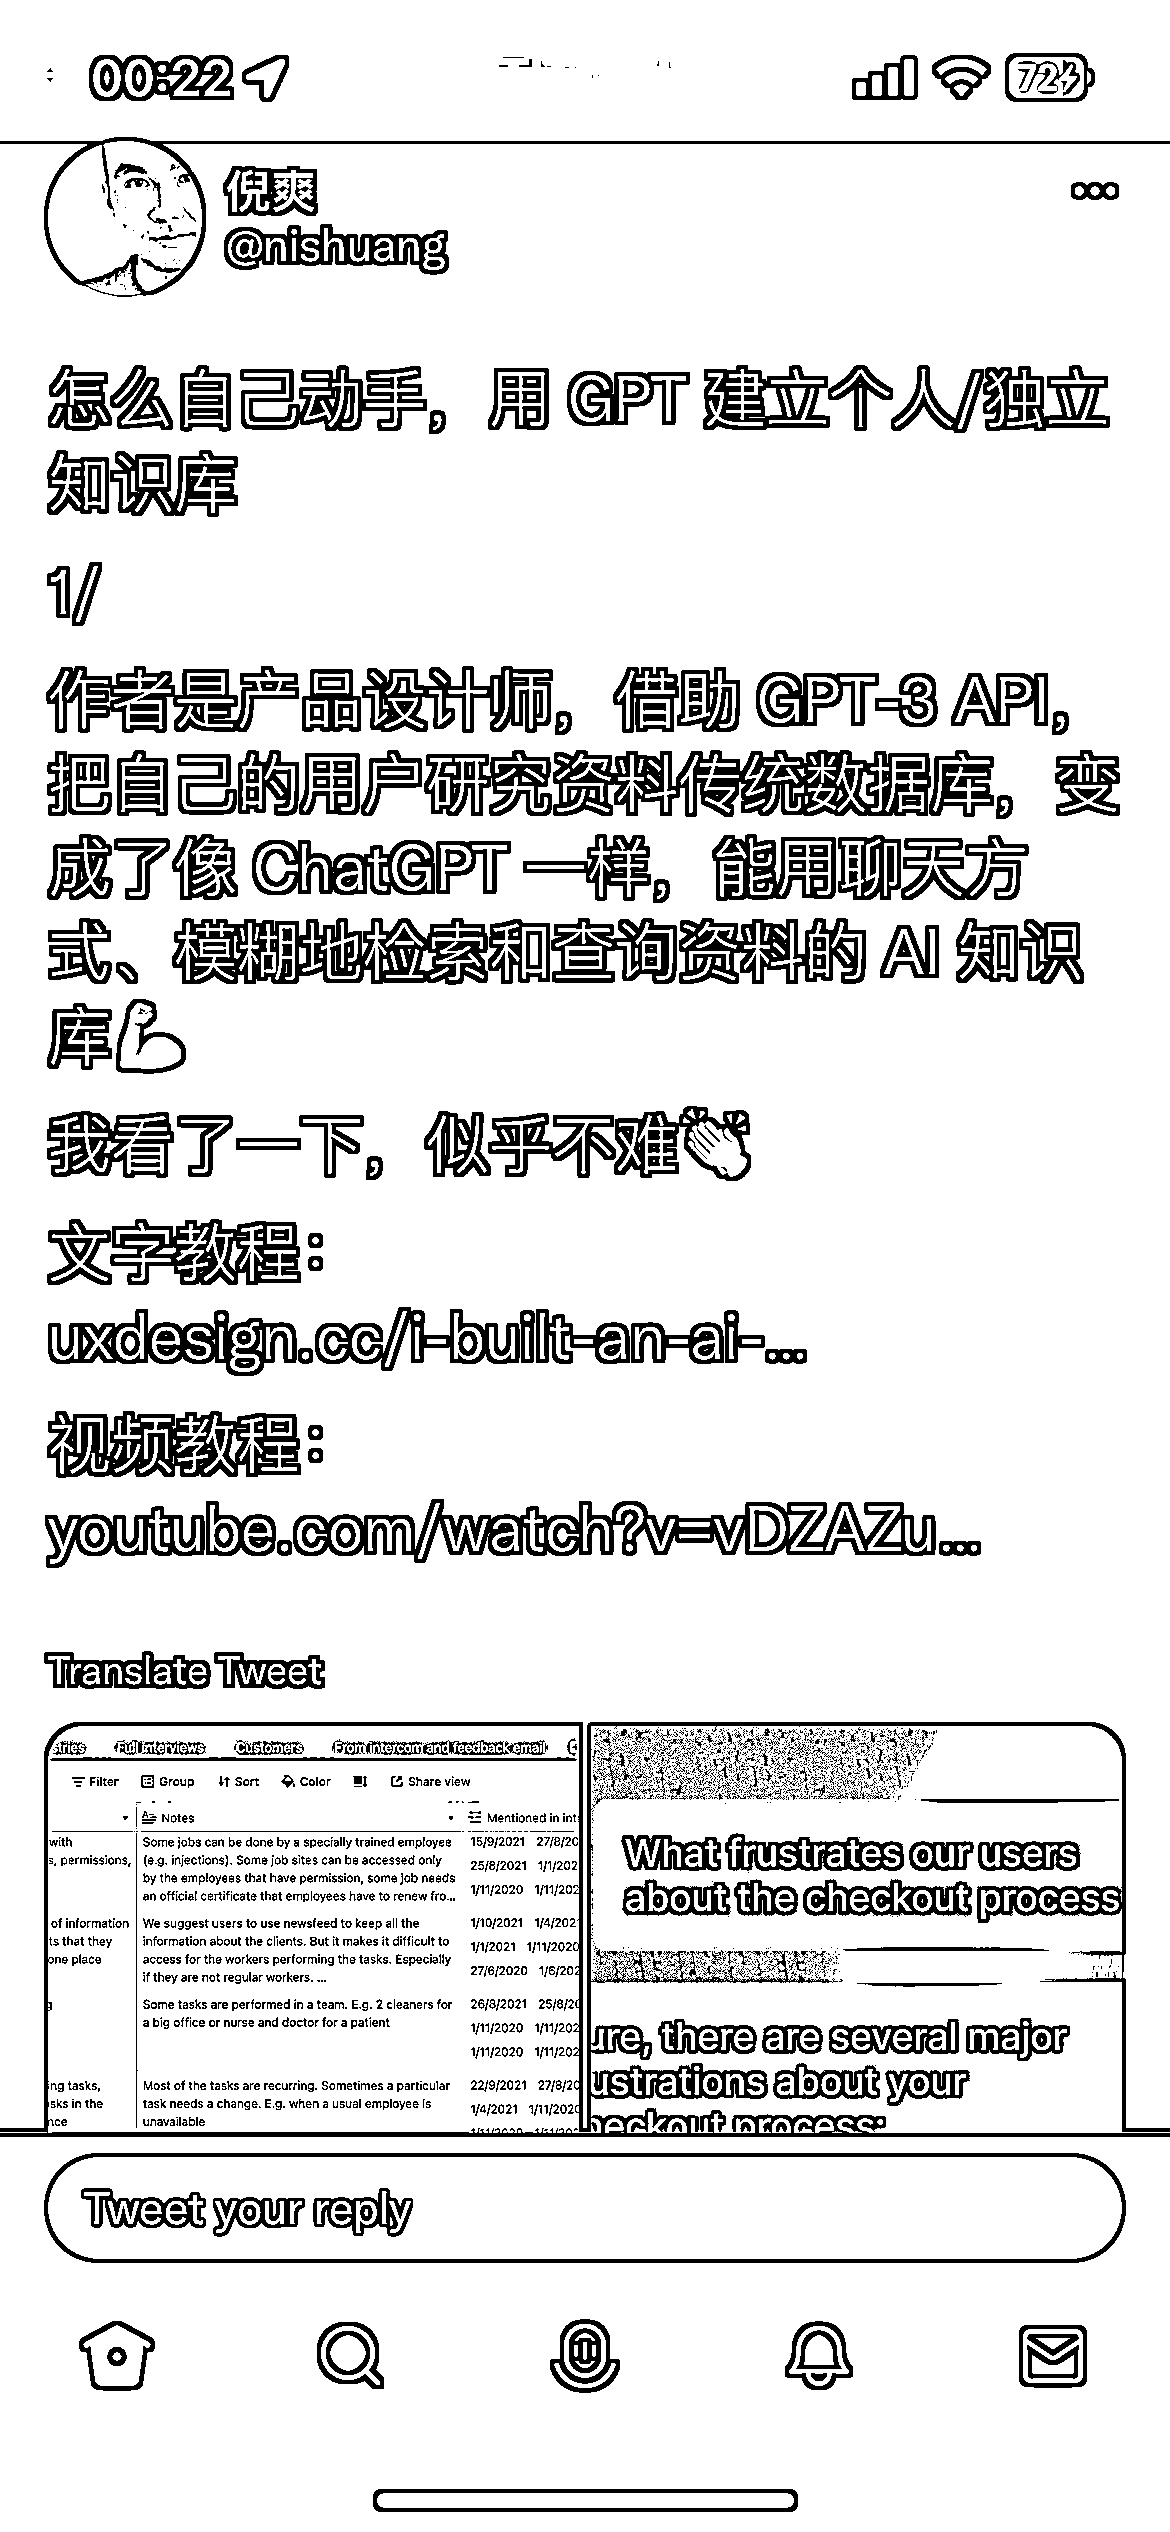 00:22
72
倪爽
@nishuang
怎么自己动手，用 GPT 建立个人/独立
知识库
1/
作者是产品设计师，借助 GPT-3 API，
把自己的用户研究资料传统数据库，变
成了像 ChatGPT 一样，能用聊天方
式、模糊地检索和查询资料的 AI 知识
库💪
我看了一下，似乎不难👏
文字教程：
uxdesign.cc/i-built-an-ai-...
视频教程：
youtube.com/watch?v=vDZAZu...
Translate Tweet
Full Interviews Customers From intercom and feedback email
Filter Group Sort Color Share view
Notes Mentioned in int
with Some jobs can be done by a specially trained employee 15/9/2021 27/8/20
s, permissions, (e.g. injections). Some job sites can be accessed only 25/8/2021 1/1/202
by the employees that have permission, some job needs 1/11/2020 1/11/202
an official certificate that employees have to renew fro...
of information We suggest users to use newsfeed to keep all the 1/10/2021 1/4/202
ts that they information about the clients. But it makes it difficult to 1/1/2021 1/11/2020
one place access for the workers performing the tasks. Especially 27/6/2020 1/6/202
if they are not regular workers. ...
g Some tasks are performed in a team. E.g. 2 cleaners for 26/8/2021 25/8/20
a big office or nurse and doctor for a patient 1/11/2020 1/11/202
1/11/2020 1/11/202
ing tasks, Most of the tasks are recurring. Sometimes a particular 22/9/2021 27/8/20
sks in the task needs a change. E.g. when a usual employee is 1/4/2021 1/11/2020
nce unavailable
What frustrates our users
about the checkout process
ure, there are several major
ustrations about your
heckout process:
Tweet your reply